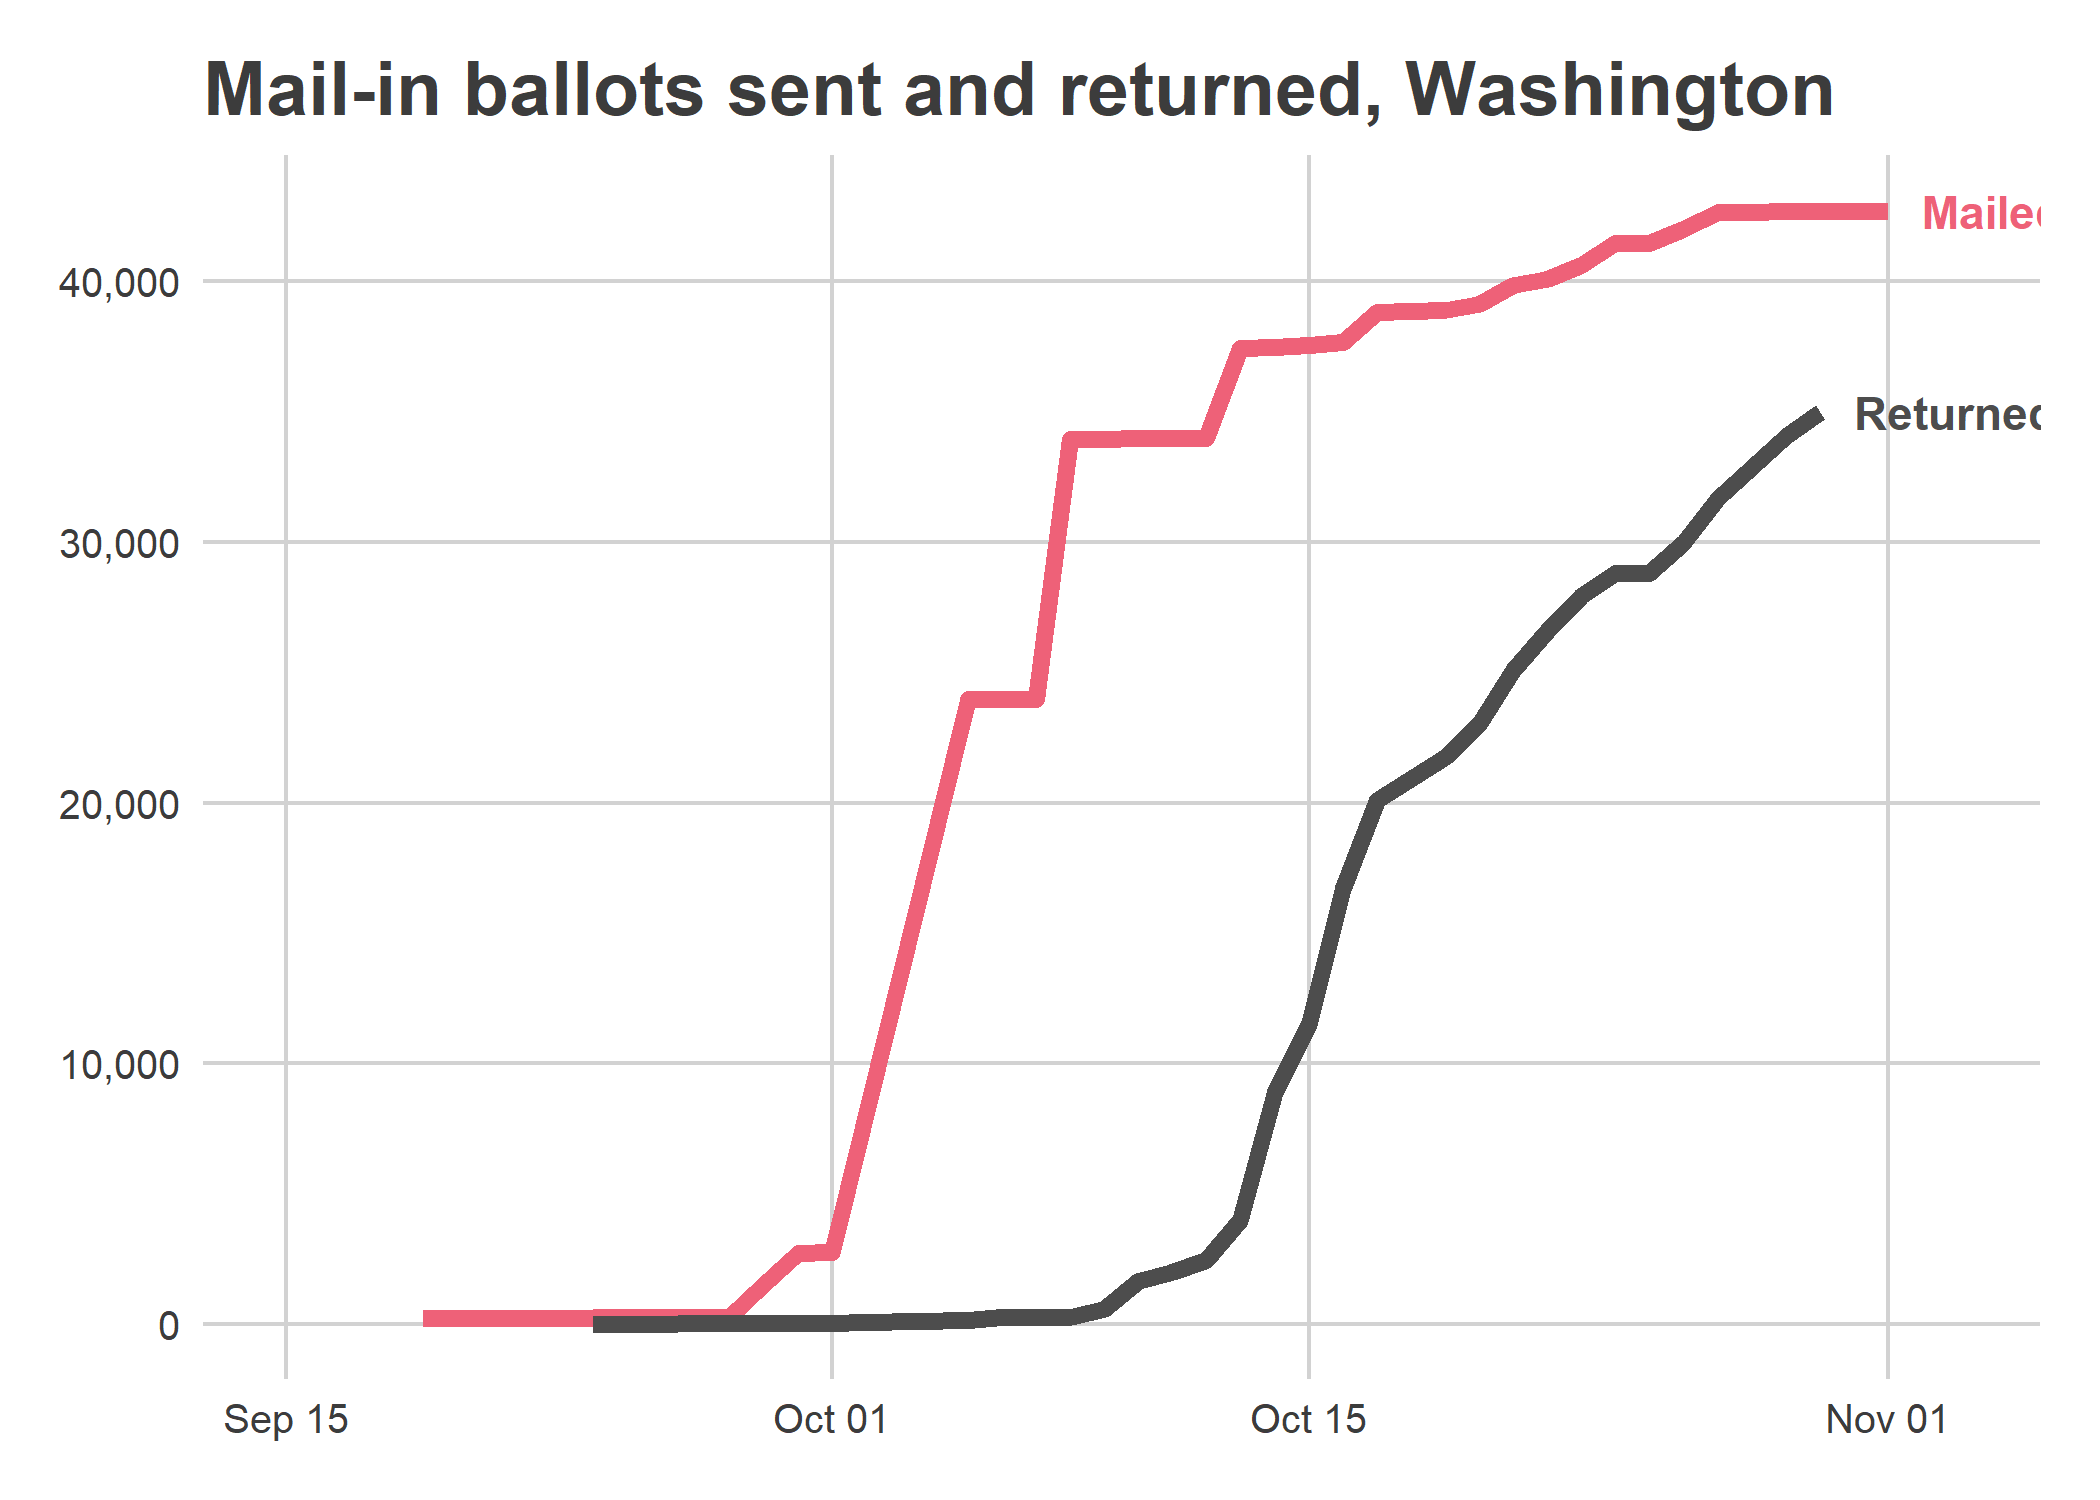 Mail-in ballots sent and returned, Washington
Mailed
40,000
Returned
30,000
20,000
10,000
0
Sep 15 Oct 01 Oct 15 Nov 01